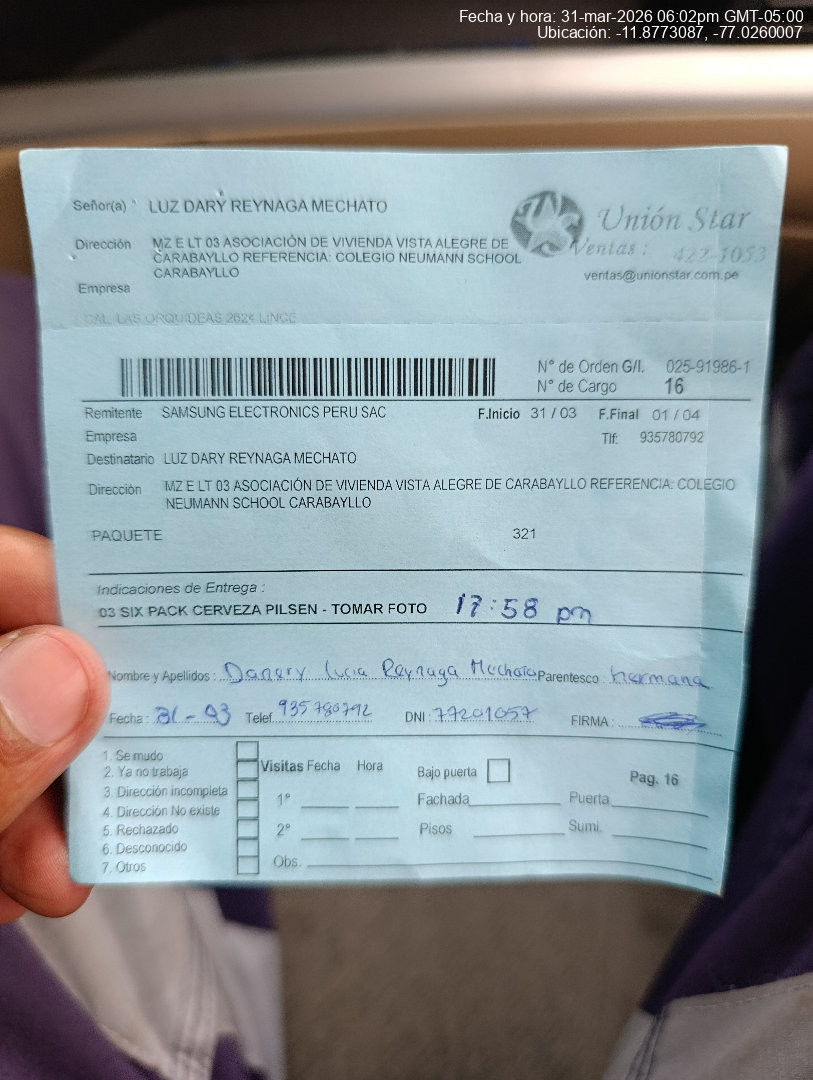 Fecha y hora: 31-mar-2026 06:02pm GMT-05:00
Ubicación: -11.8773087, -77.0260007
Señor(a) LUZ DARY REYNAGA MECHATO
Unión Star
Dirección MZ E LT 03 ASOCIACIÓN DE VIVIENDA VISTA ALEGRE DE
CARABAYLLO REFERENCIA: COLEGIO NEUMANN SCHOOL
CARABAYLLO
Ventas: 422-1053
ventas@unionstar.com.pe
Empresa
CAL. LAS ORQUIDEAS 2624 LINCE
N° de Orden G/I. 025-91986-1
N° de Cargo 16
Remitente SAMSUNG ELECTRONICS PERU SAC F.Inicio 31 / 03 F.Final 01 / 04
Empresa Tlf: 935780792
Destinatario LUZ DARY REYNAGA MECHATO
Dirección MZ E LT 03 ASOCIACIÓN DE VIVIENDA VISTA ALEGRE DE CARABAYLLO REFERENCIA: COLEGIO
NEUMANN SCHOOL CARABAYLLO
PAQUETE 321
Indicaciones de Entrega :
03 SIX PACK CERVEZA PILSEN - TOMAR FOTO 17:58 pm
Nombre y Apellidos : Danery Lucia Reynaga Mechato Parentesco : hermana
Fecha : 31-03 Telef. 935780792 DNI : 77201057 FIRMA :
1. Se mudo
2. Ya no trabaja
3. Dirección incompleta
4. Dirección No existe
5. Rechazado
6. Desconocido
7. Otros
Visitas Fecha Hora
1°
2°
Obs.
Bajo puerta
Fachada
Pisos
Pag. 16
Puerta
Sumi.